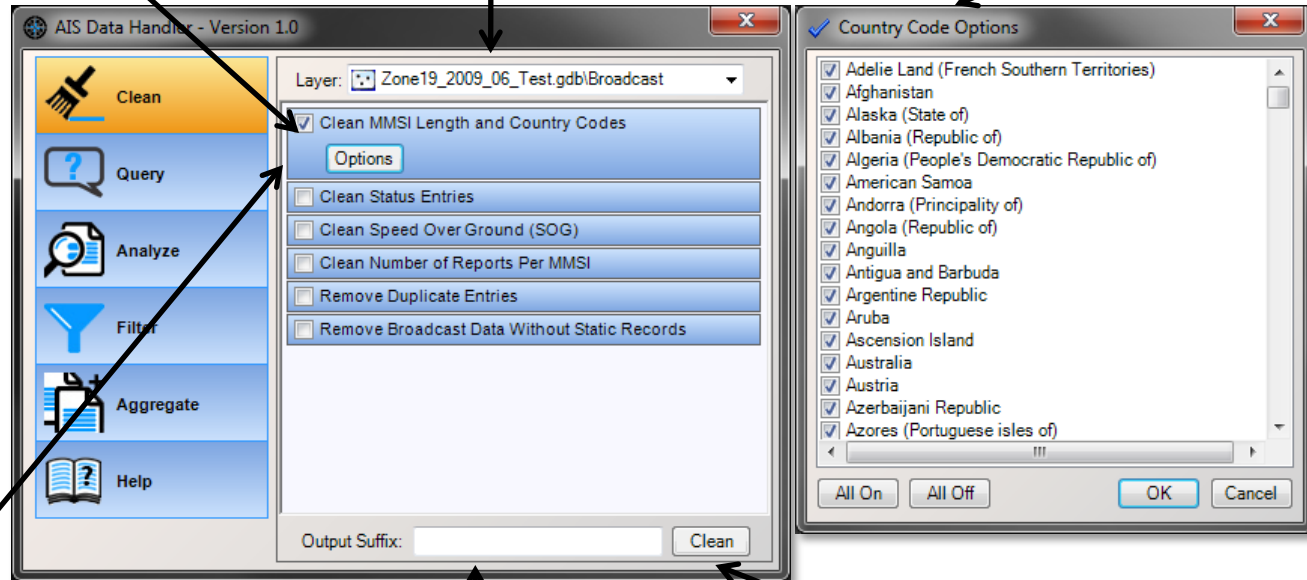 AIS Data Handler - Version 1.0
Clean
Query
Analyze
Filter
Aggregate
Help
Layer: Zone19_2009_06_Test.gdb\Broadcast
Clean MMSI Length and Country Codes
Options
Clean Status Entries
Clean Speed Over Ground (SOG)
Clean Number of Reports Per MMSI
Remove Duplicate Entries
Remove Broadcast Data Without Static Records
Output Suffix: Clean
Country Code Options
Adelie Land (French Southern Territories)
Afghanistan
Alaska (State of)
Albania (Republic of)
Algeria (People's Democratic Republic of)
American Samoa
Andorra (Principality of)
Angola (Republic of)
Anguilla
Antigua and Barbuda
Argentine Republic
Aruba
Ascension Island
Australia
Austria
Azerbaijani Republic
Azores (Portuguese isles of)
All On All Off OK Cancel